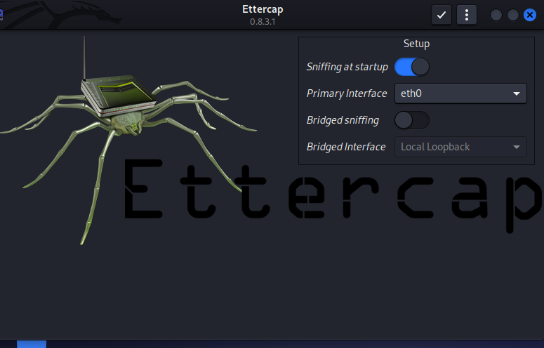 Ettercap
0.8.3.1
Setup
Sniffing at startup
Primary Interface eth0
Bridged sniffing
Bridged Interface Local Loopback
Ettercap